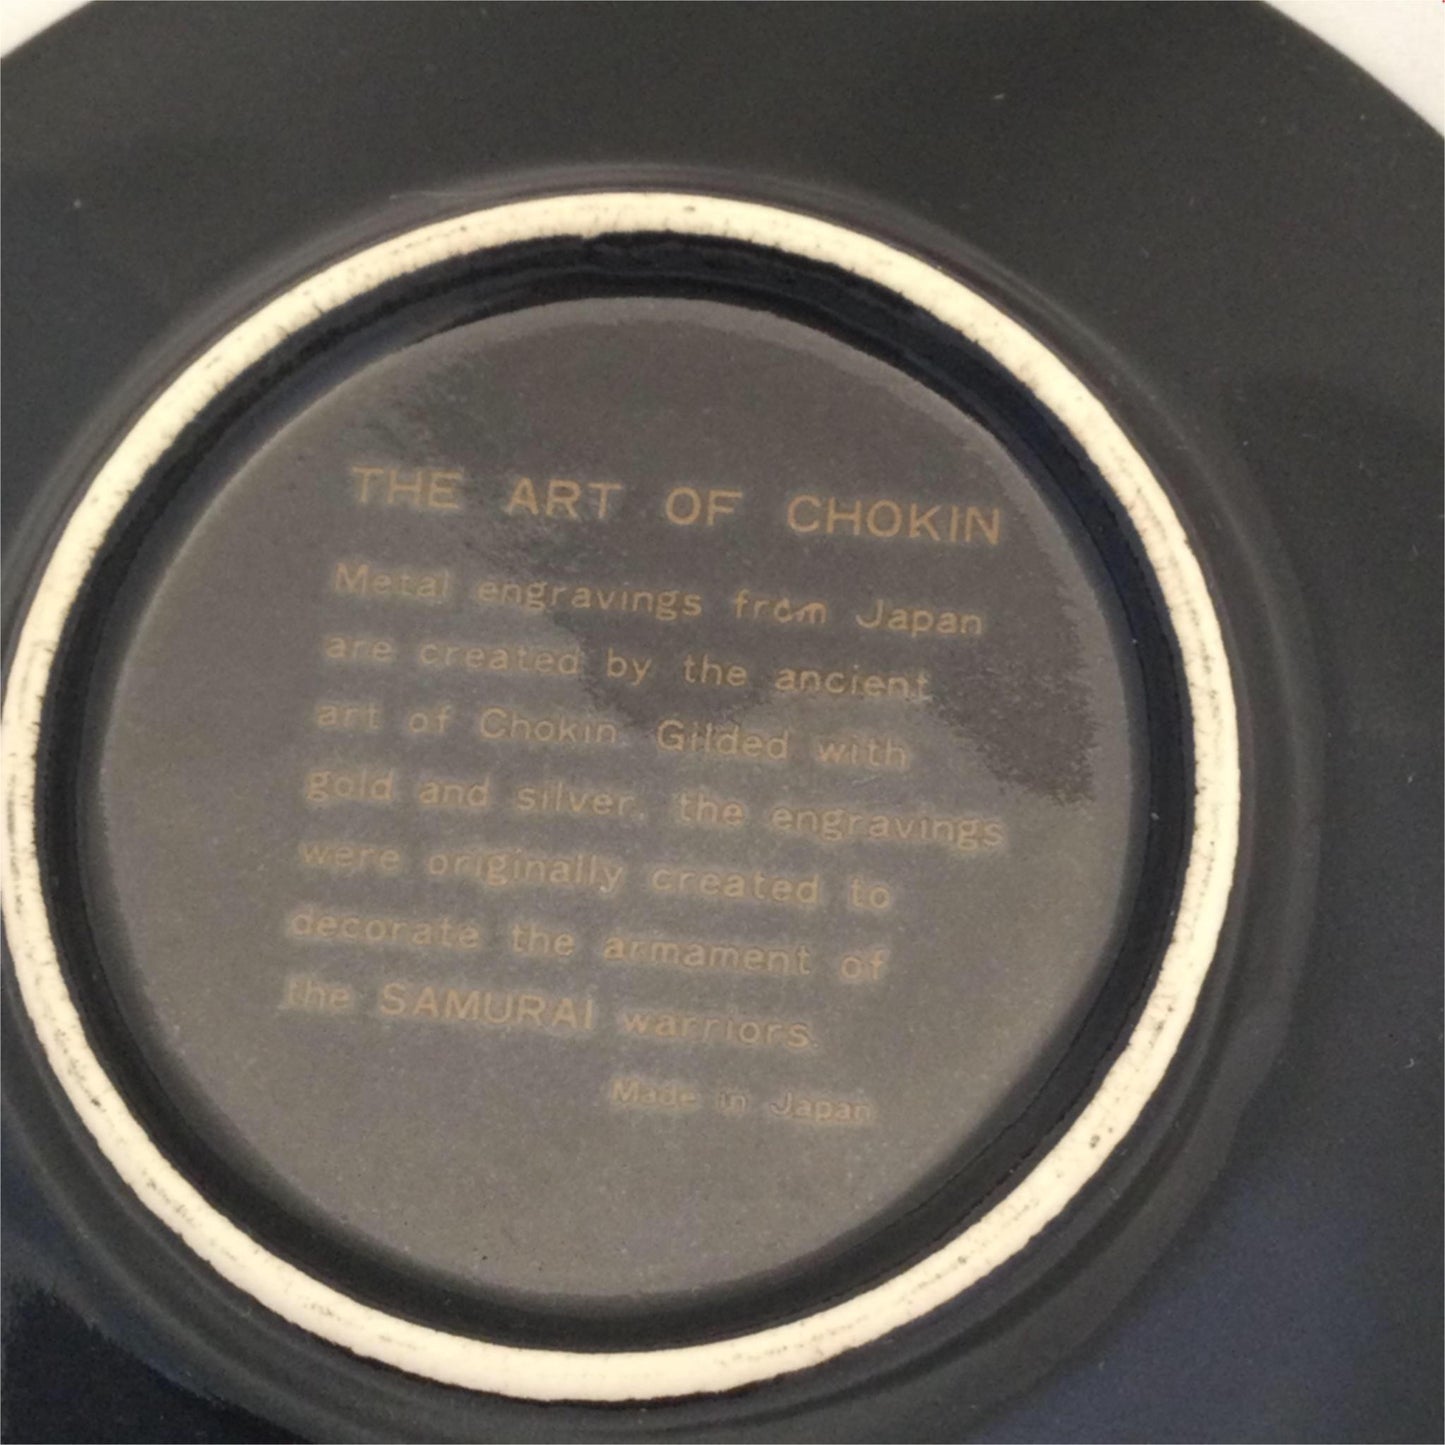 THE ART OF CHOKIN
Metal engravings from Japan
are created by the ancient
art of Chokin. Gilded with
gold and silver, the engravings
were originally created to
decorate the armament of
the SAMURAI warriors.
Made in Japan